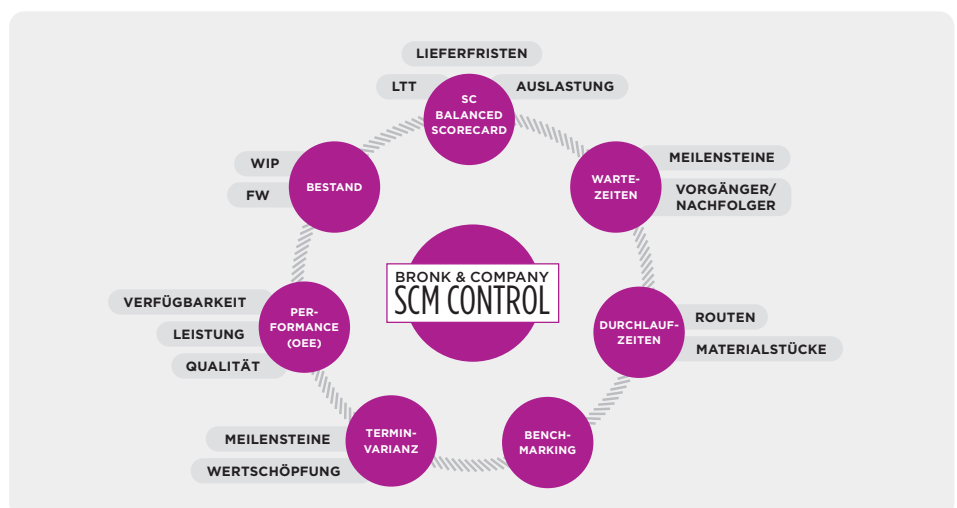 LIEFERFRISTEN
LTT
AUSLASTUNG
SC
BALANCED
SCORECARD
WIP
FW
BESTAND
WARTE-
ZEITEN
MEILENSTEINE
VORGÄNGER/
NACHFOLGER
BRONK & COMPANY
SCM CONTROL
VERFÜGBARKEIT
LEISTUNG
QUALITÄT
PER-
FORMANCE
(OEE)
DURCHLAUF-
ZEITEN
ROUTEN
MATERIALSTÜCKE
MEILENSTEINE
WERTSCHÖPFUNG
TERMIN-
VARIANZ
BENCH-
MARKING